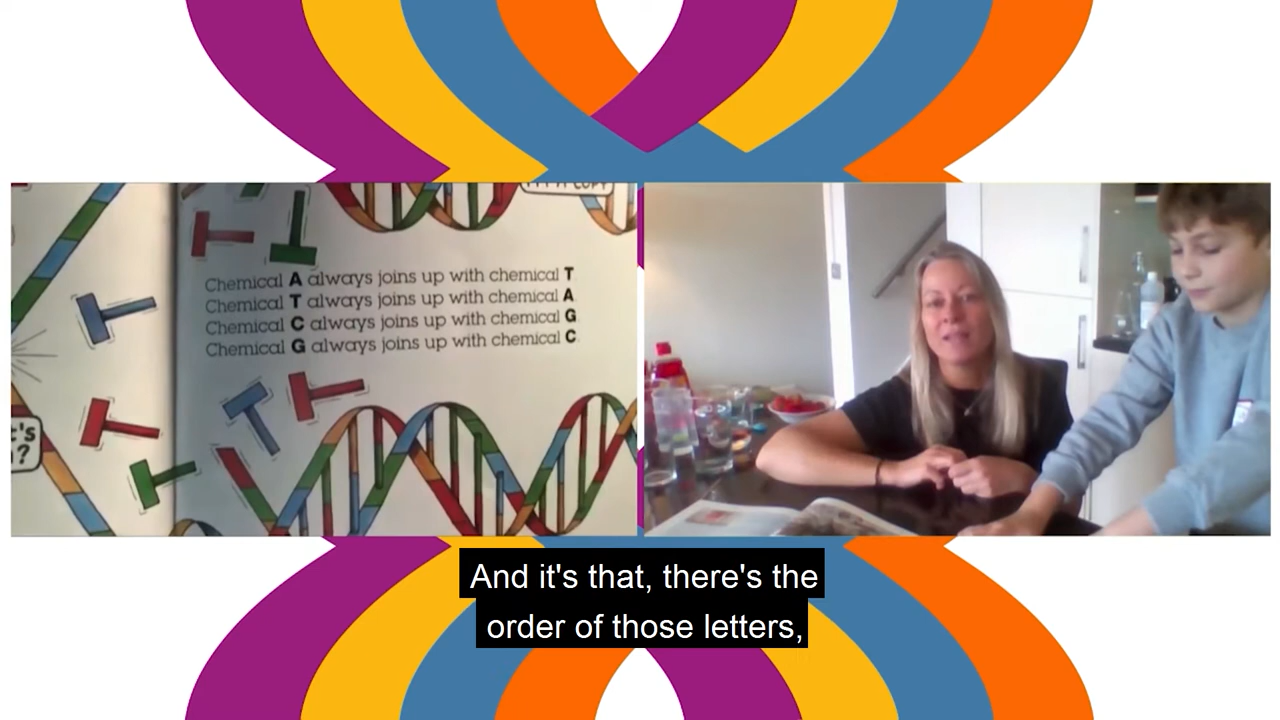 Chemical A always joins up with chemical T
Chemical T always joins up with chemical A
Chemical C always joins up with chemical G
Chemical G always joins up with chemical C.
And it's that, there's the
order of those letters,